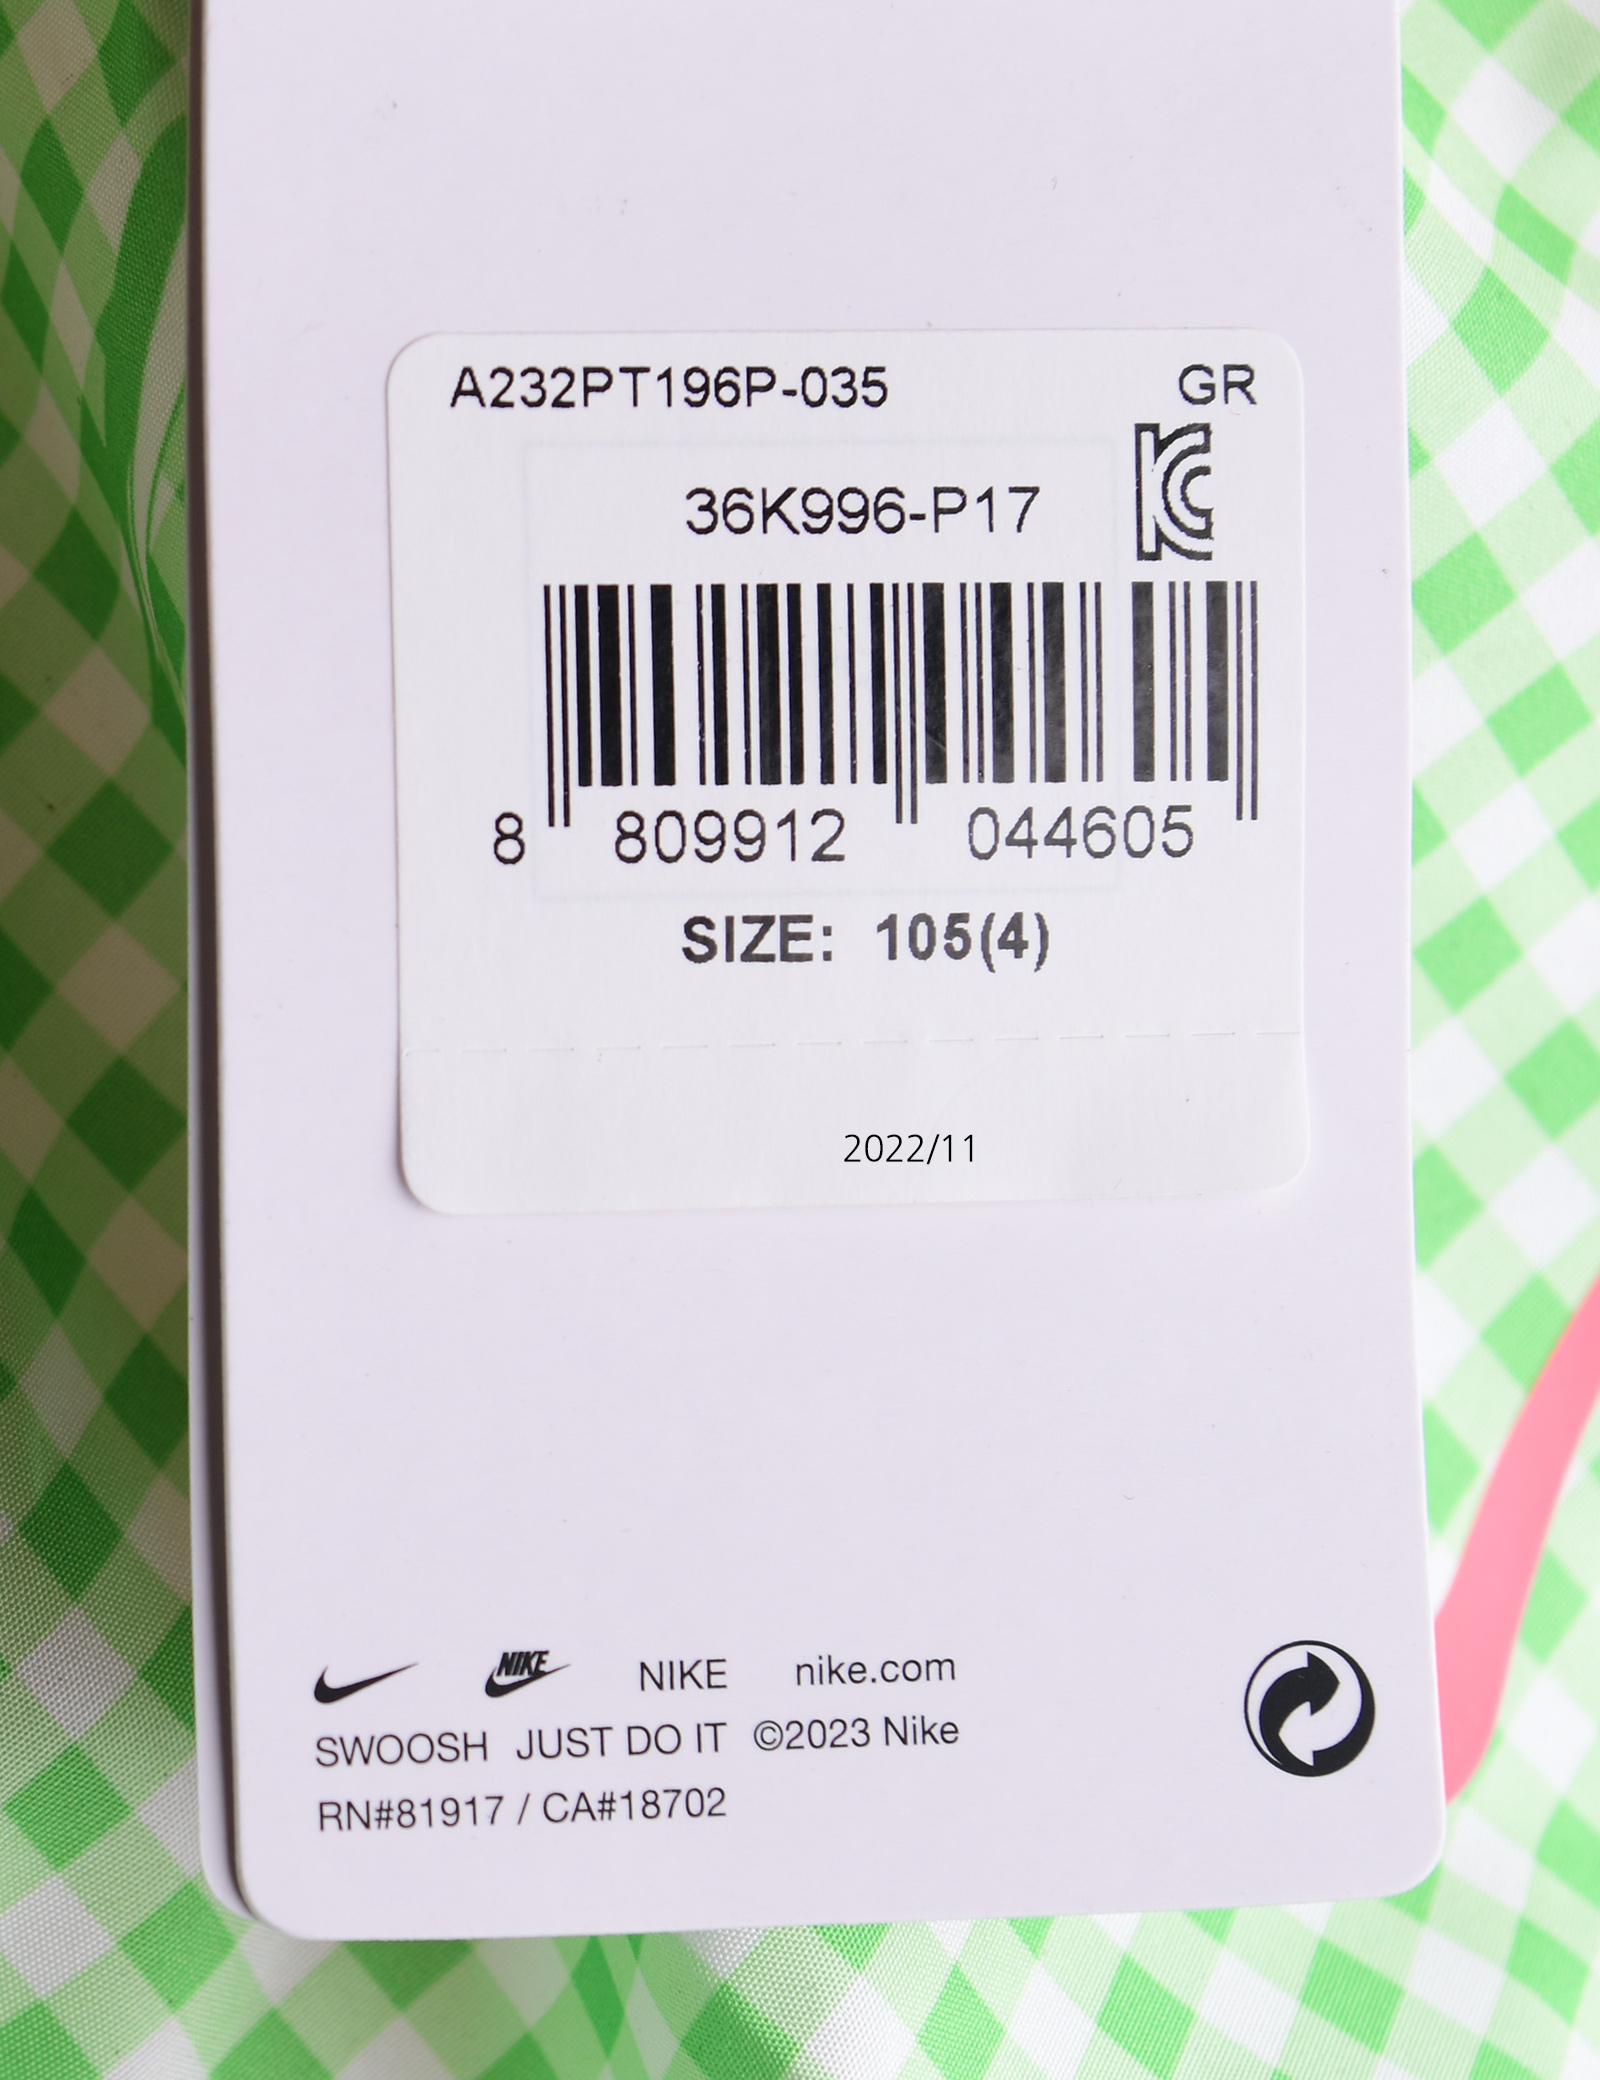 A232PT196P-035 GR
36K996-P17
8 809912 044605
SIZE: 105(4)
2022/11
NIKE NIKE nike.com
SWOOSH JUST DO IT ©2023 Nike
RN#81917 / CA#18702